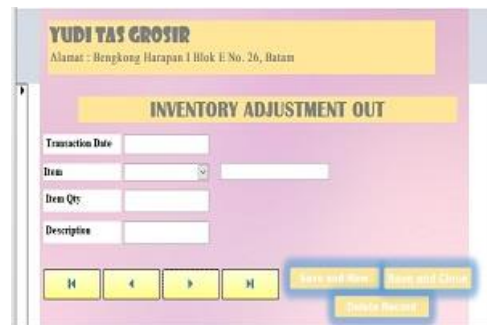 YUDI TAS GROSIR
Alamat : Bengkong Harapan I Blok E No. 26, Batam
INVENTORY ADJUSTMENT OUT
Transaction Date
Item
Item Qty
Description
Save and New Save and Close
Delete Record